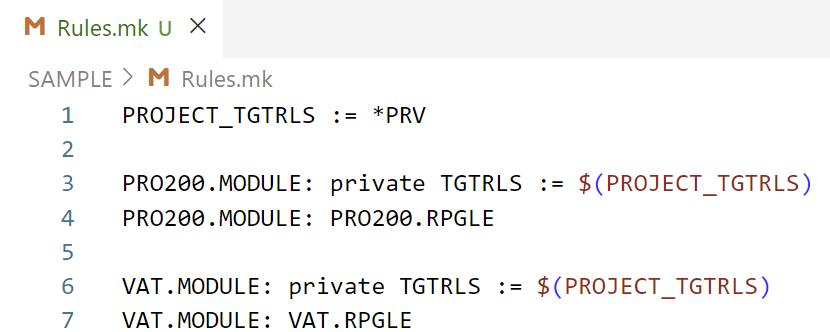 Rules.mk U
SAMPLE > Rules.mk
1 PROJECT_TGTRLS := *PRV
2
3 PRO200.MODULE: private TGTRLS := $(PROJECT_TGTRLS)
4 PRO200.MODULE: PRO200.RPGLE
5
6 VAT.MODULE: private TGTRLS := $(PROJECT_TGTRLS)
7 VAT.MODULE: VAT.RPGLE